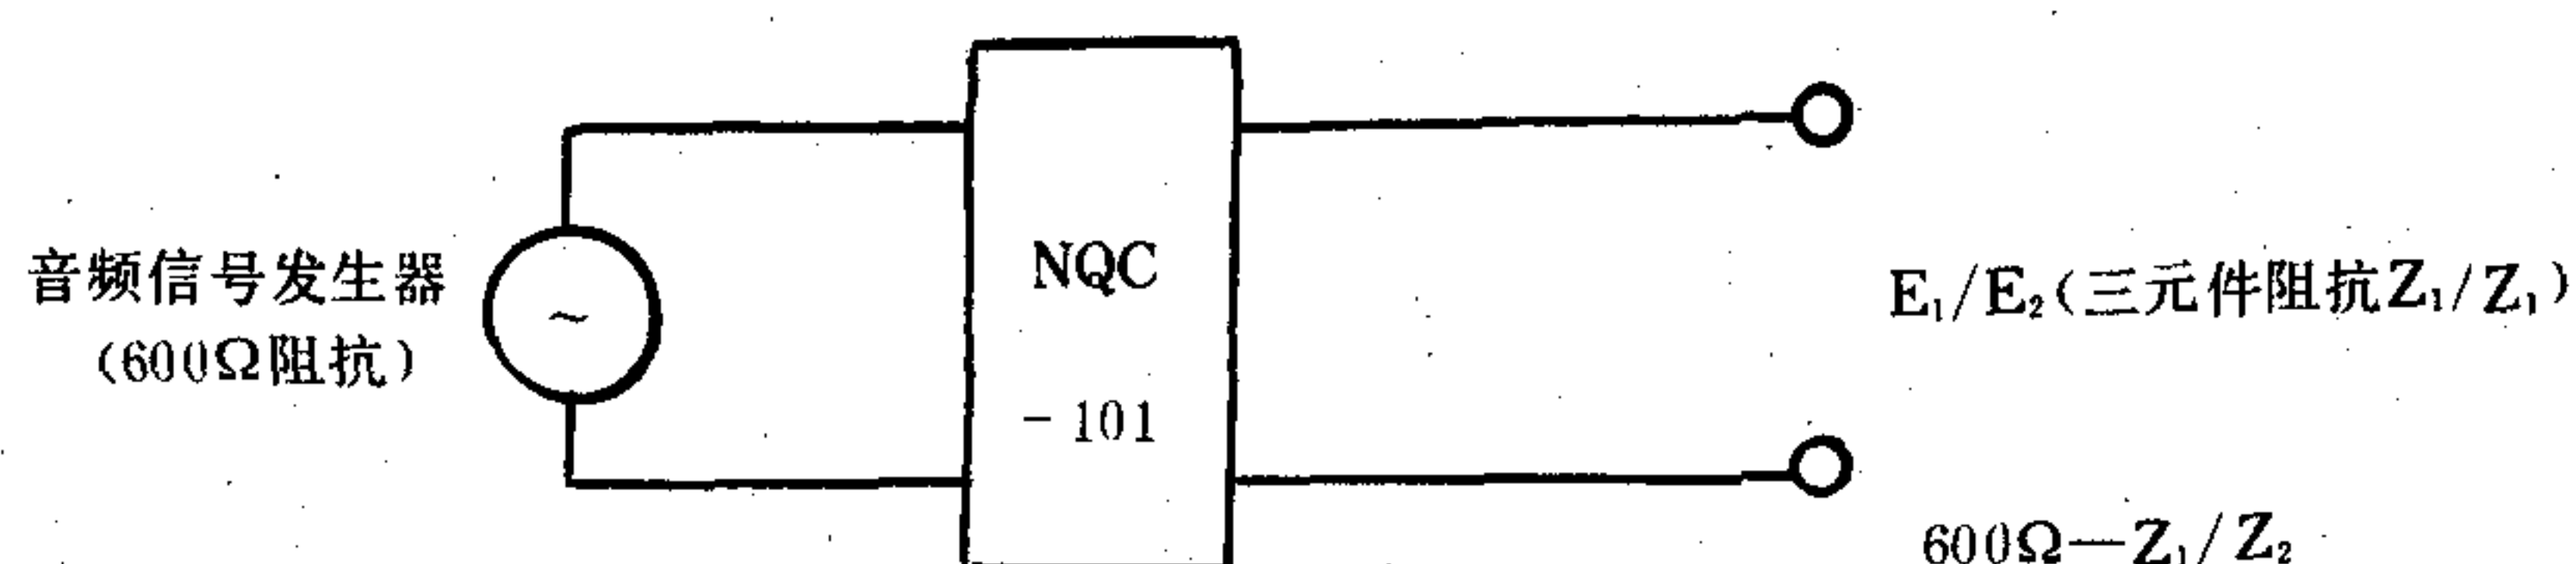 音频信号发生器
(600Ω阻抗)
~
NQC
-101
E₁/E₂(三元件阻抗Z₁/Z₁)
600Ω—Z₁/Z₂